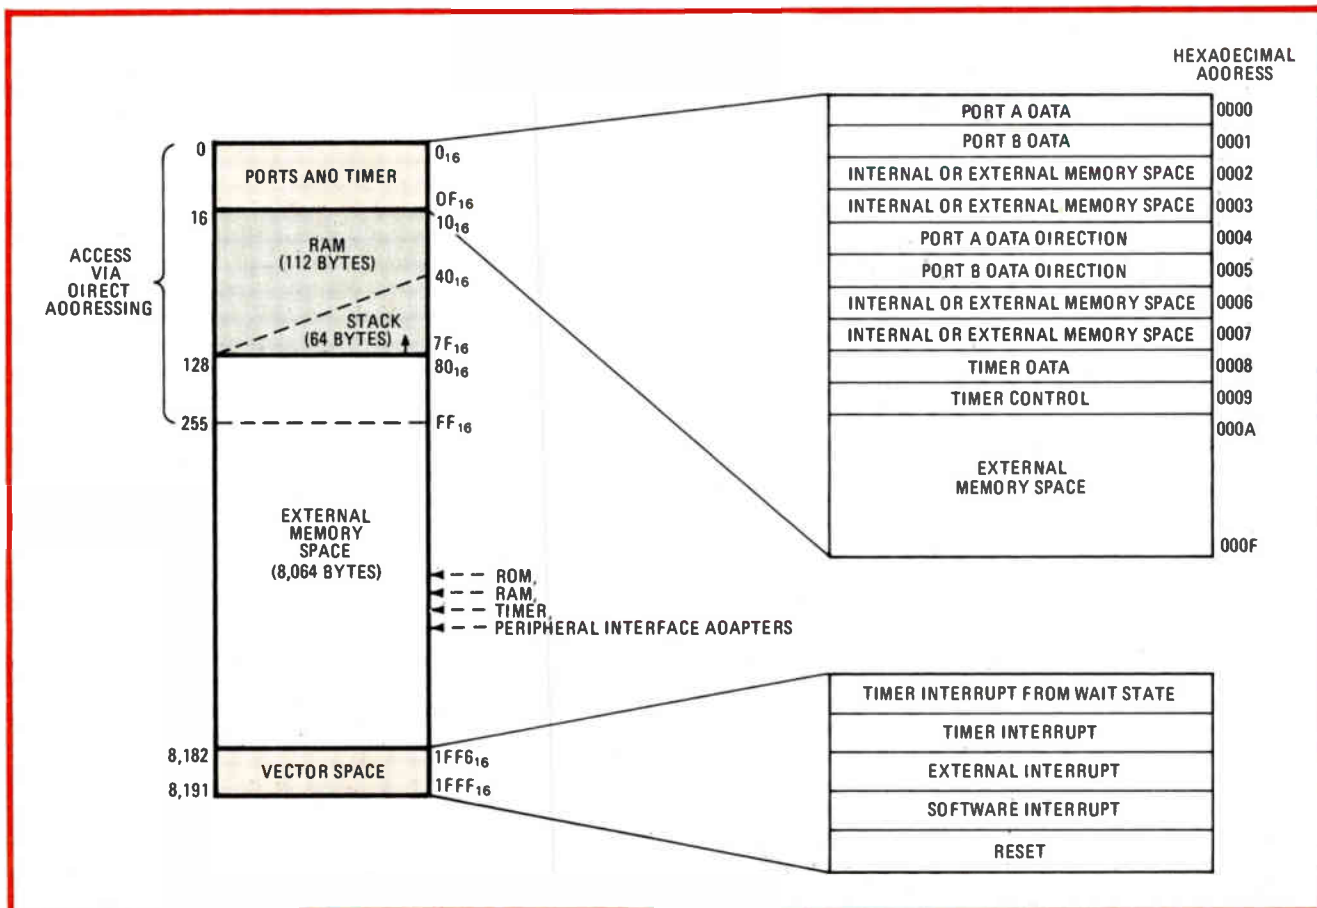 HEXAOECIMAL
AOORESS
PORT A OATA 0000
PORT B OATA 0001
INTERNAL OR EXTERNAL MEMORY SPACE 0002
INTERNAL OR EXTERNAL MEMORY SPACE 0003
PORT A OATA OIRECTION 0004
PORT B OATA OIRECTION 0005
INTERNAL OR EXTERNAL MEMORY SPACE 0006
INTERNAL OR EXTERNAL MEMORY SPACE 0007
TIMER OATA 0008
TIMER CONTROL 0009
000A
EXTERNAL
MEMORY SPACE
000F
0
PORTS AND TIMER
0₁₆
0F₁₆
16
10₁₆
RAM
(112 BYTES)
40₁₆
ACCESS
VIA
DIRECT
AOORESSING
STACK
(64 BYTES)
7F₁₆
128
80₁₆
255
FF₁₆
EXTERNAL
MEMORY
SPACE
(8,064 BYTES)
ROM,
RAM,
TIMER,
PERIPHERAL INTERFACE AOAPTERS
8,182
VECTOR SPACE
1FF6₁₆
8,191
1FFF₁₆
TIMER INTERRUPT FROM WAIT STATE
TIMER INTERRUPT
EXTERNAL INTERRUPT
SOFTWARE INTERRUPT
RESET